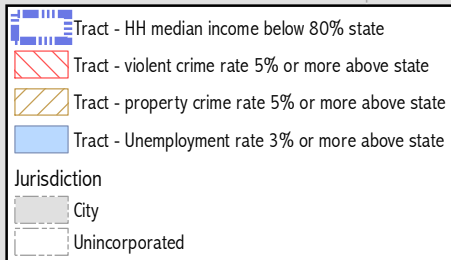 Tract - HH median income below 80% state
Tract - violent crime rate 5% or more above state
Tract - property crime rate 5% or more above state
Tract - Unemployment rate 3% or more above state
Jurisdiction
City
Unincorporated